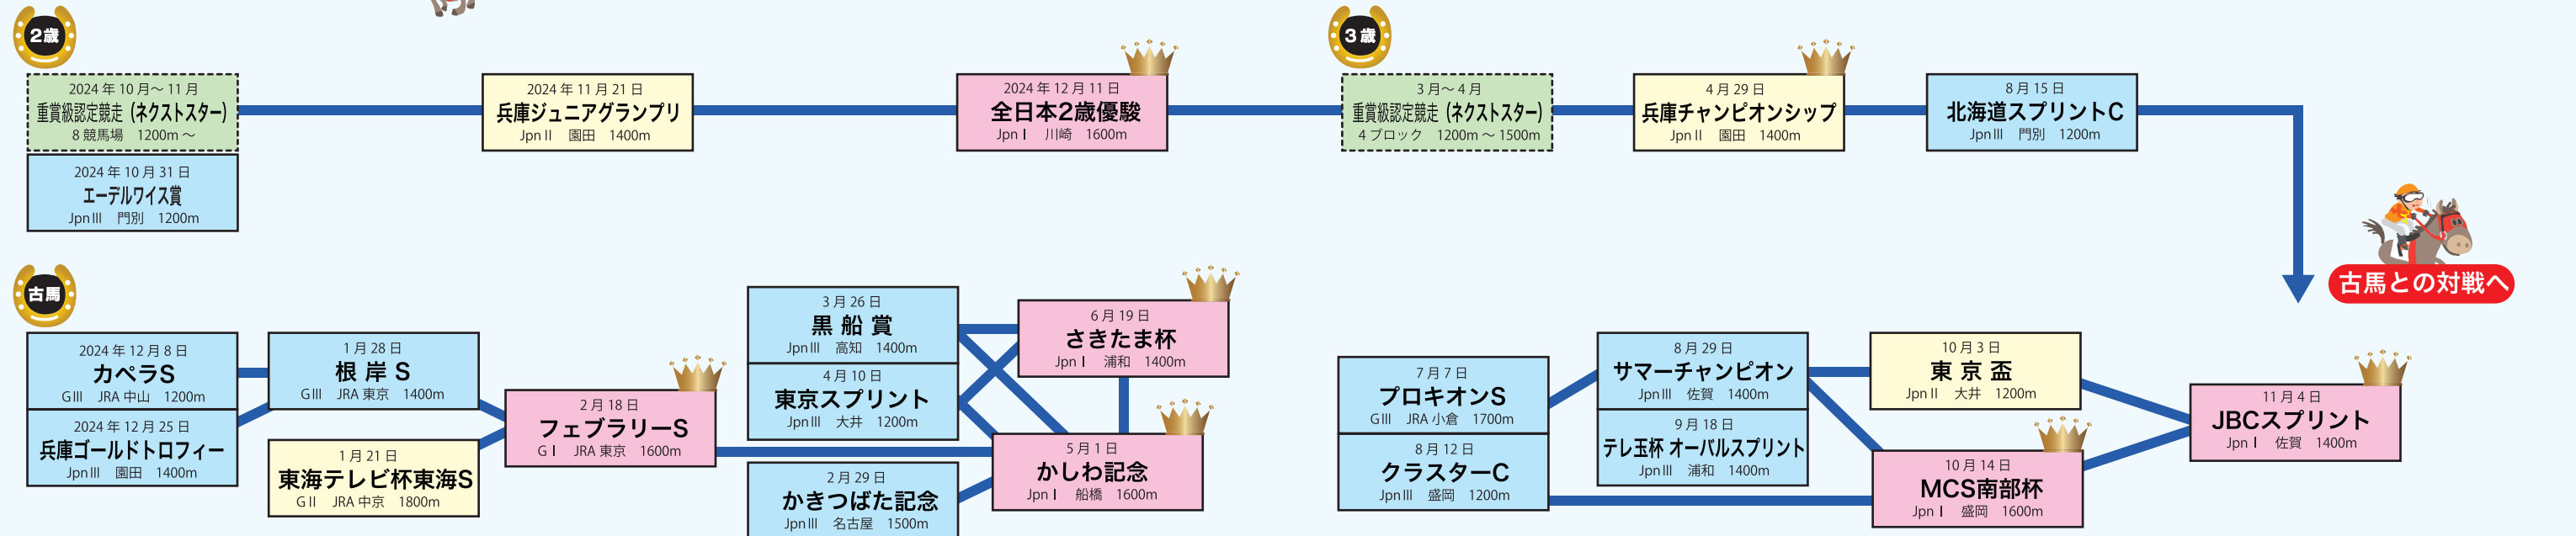 2歳
2024年10月～11月
重賞級認定競走（ネクストスター）
8競馬場　1200m～
2024年10月31日
エーデルワイス賞
JpnⅢ　門別　1200m
2024年11月21日
兵庫ジュニアグランプリ
JpnⅡ　園田　1400m
2024年12月11日
全日本2歳優駿
JpnⅠ　川崎　1600m
3歳
3月～4月
重賞級認定競走（ネクストスター）
4ブロック　1200m～1500m
4月29日
兵庫チャンピオンシップ
JpnⅡ　園田　1400m
8月15日
北海道スプリントC
JpnⅢ　門別　1200m
古馬との対戦へ
古馬
2024年12月8日
カペラS
GⅢ　JRA中山　1200m
2024年12月25日
兵庫ゴールドトロフィー
JpnⅢ　園田　1400m
1月28日
根岸S
GⅢ　JRA東京　1400m
1月21日
東海テレビ杯東海S
GⅡ　JRA中京　1800m
2月18日
フェブラリーS
GⅠ　JRA東京　1600m
3月26日
黒船賞
JpnⅢ　高知　1400m
4月10日
東京スプリント
JpnⅢ　大井　1200m
2月29日
かきつばた記念
JpnⅢ　名古屋　1500m
6月19日
さきたま杯
JpnⅠ　浦和　1400m
5月1日
かしわ記念
JpnⅠ　船橋　1600m
7月7日
プロキオンS
GⅢ　JRA小倉　1700m
8月12日
クラスターC
JpnⅢ　盛岡　1200m
8月29日
サマーチャンピオン
JpnⅢ　佐賀　1400m
9月18日
テレ玉杯 オーバルスプリント
JpnⅢ　浦和　1400m
10月3日
東京盃
JpnⅡ　大井　1200m
10月14日
MCS南部杯
JpnⅠ　盛岡　1600m
11月4日
JBCスプリント
JpnⅠ　佐賀　1400m